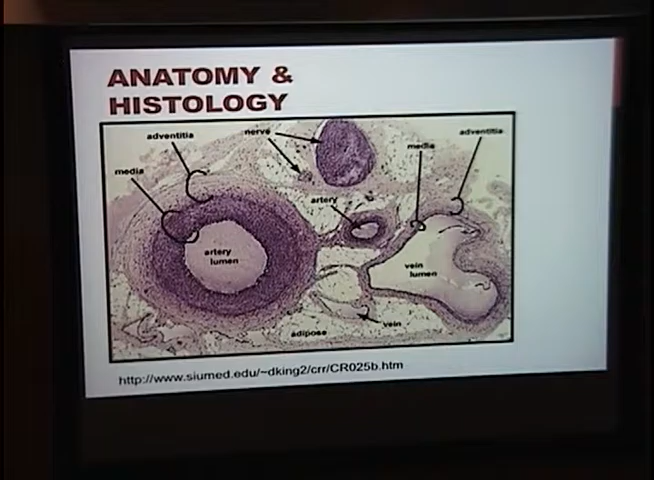 ANATOMY &
HISTOLOGY
adventitia
nerve
adventitia
media
media
artery
artery
lumen
vein
lumen
vein
adipose
http://www.siumed.edu/~dking2/crr/CR025b.htm